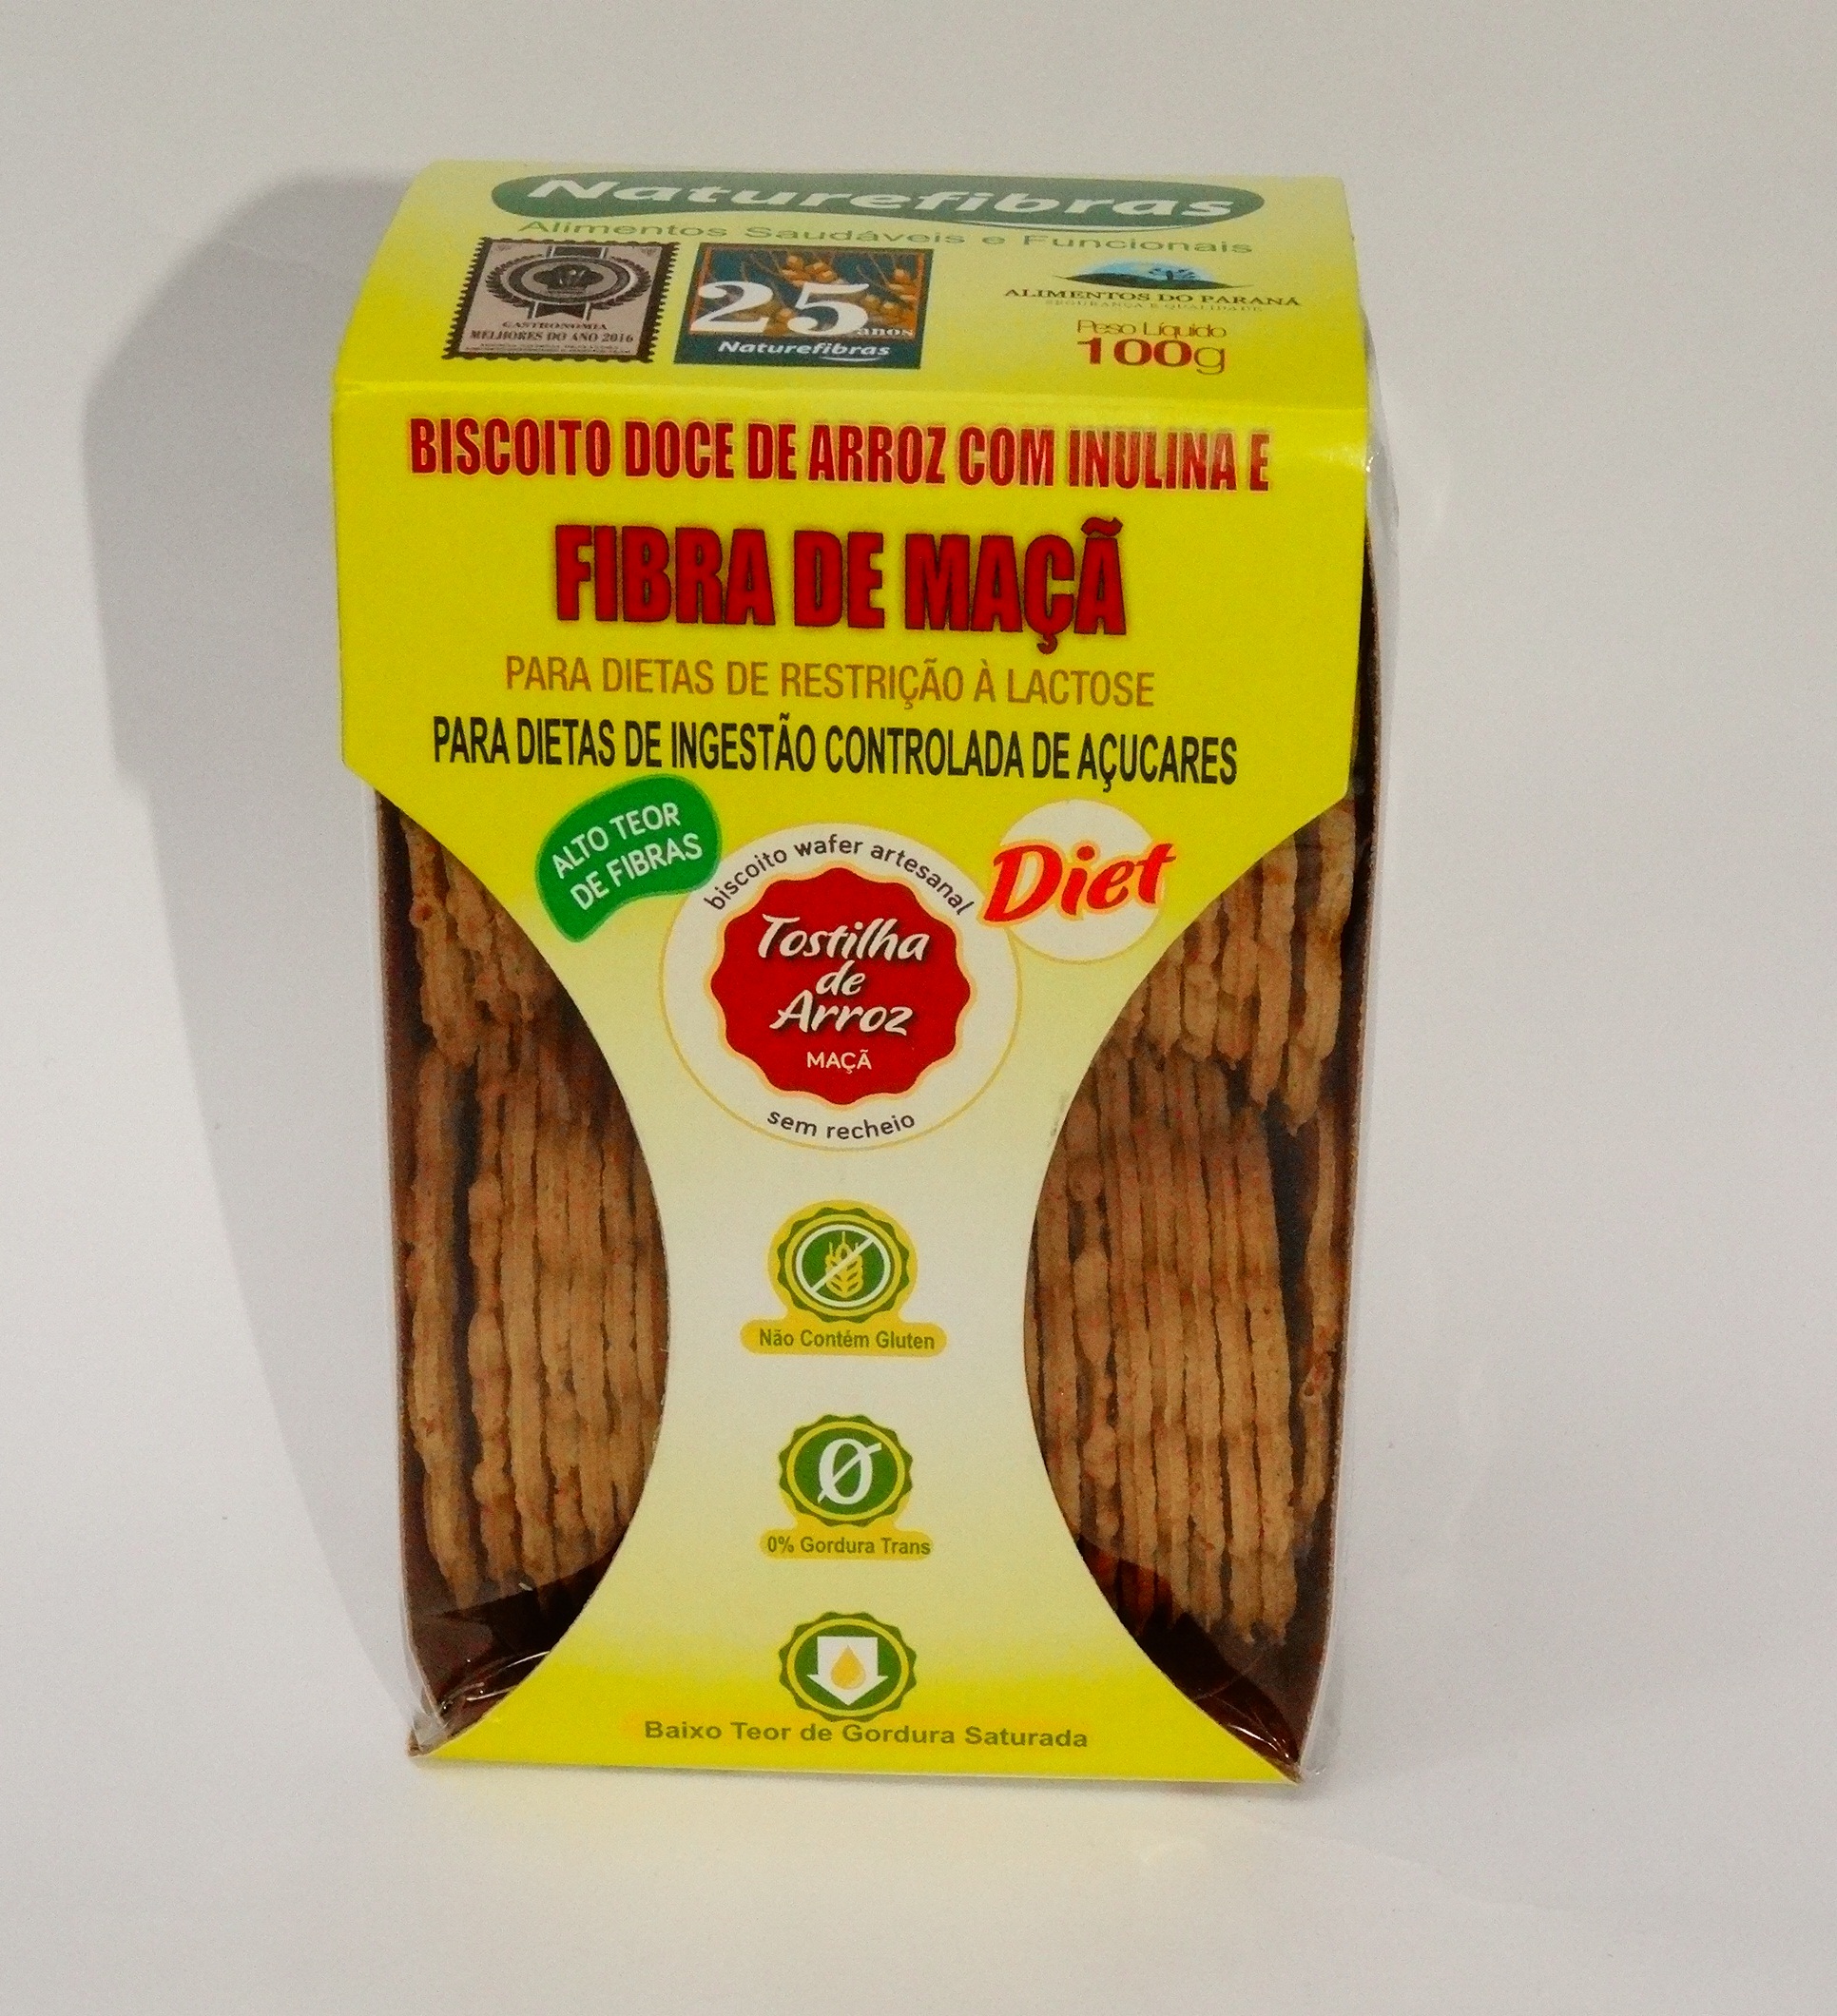 Naturefibras
Alimentos Saudáveis e Funcionais
GASTRONOMIA
MELHORES DO ANO 2016
25
anos
Naturefibras
ALIMENTOS DO PARANÁ
Peso Líquido
100g
BISCOITO DOCE DE ARROZ COM INULINA E
FIBRA DE MAÇÃ
PARA DIETAS DE RESTRIÇÃO À LACTOSE
PARA DIETAS DE INGESTÃO CONTROLADA DE AÇUCARES
ALTO TEOR
DE FIBRAS
Diet
biscoito wafer artesanal
Tostilha
de
Arroz
MAÇÃ
sem recheio
Não Contém Gluten
0
0% Gordura Trans
Baixo Teor de Gordura Saturada